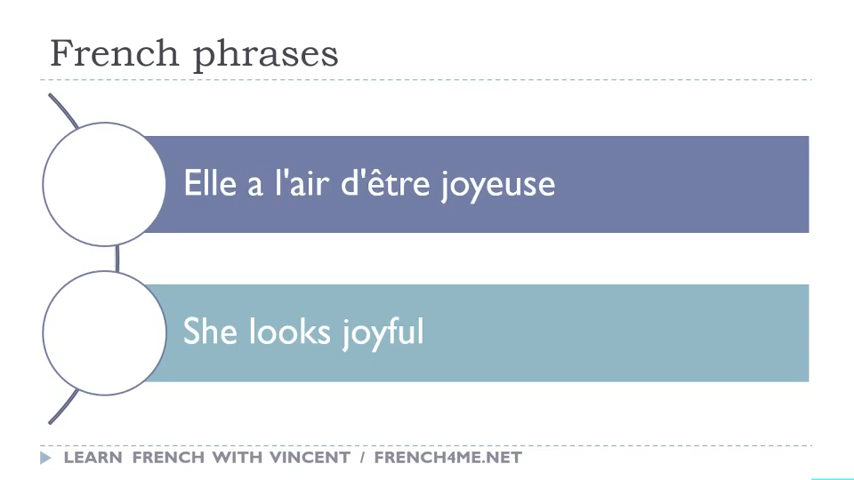 French phrases
Elle a l'air d'être joyeuse
She looks joyful
LEARN FRENCH WITH VINCENT / FRENCH4ME.NET